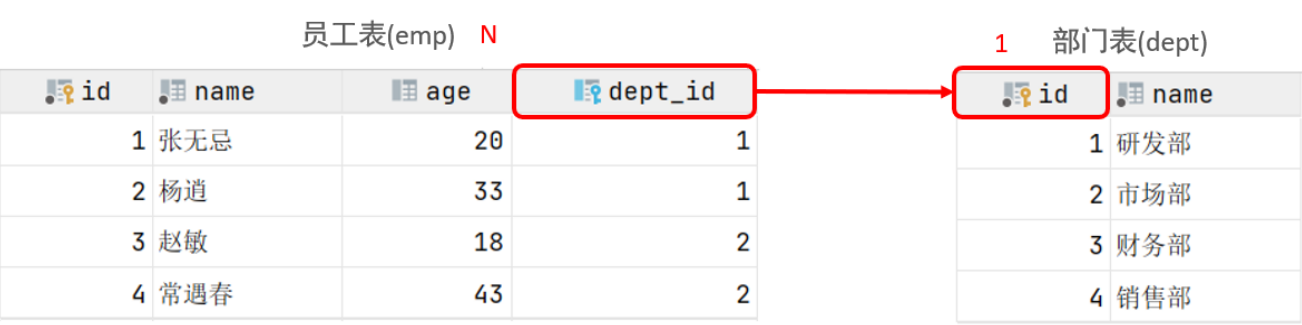 员工表(emp) N
1 部门表(dept)
id name age dept_id
id name
1 张无忌 20 1
1 研发部
2 杨逍 33 1
2 市场部
3 赵敏 18 2
3 财务部
4 常遇春 43 2
4 销售部